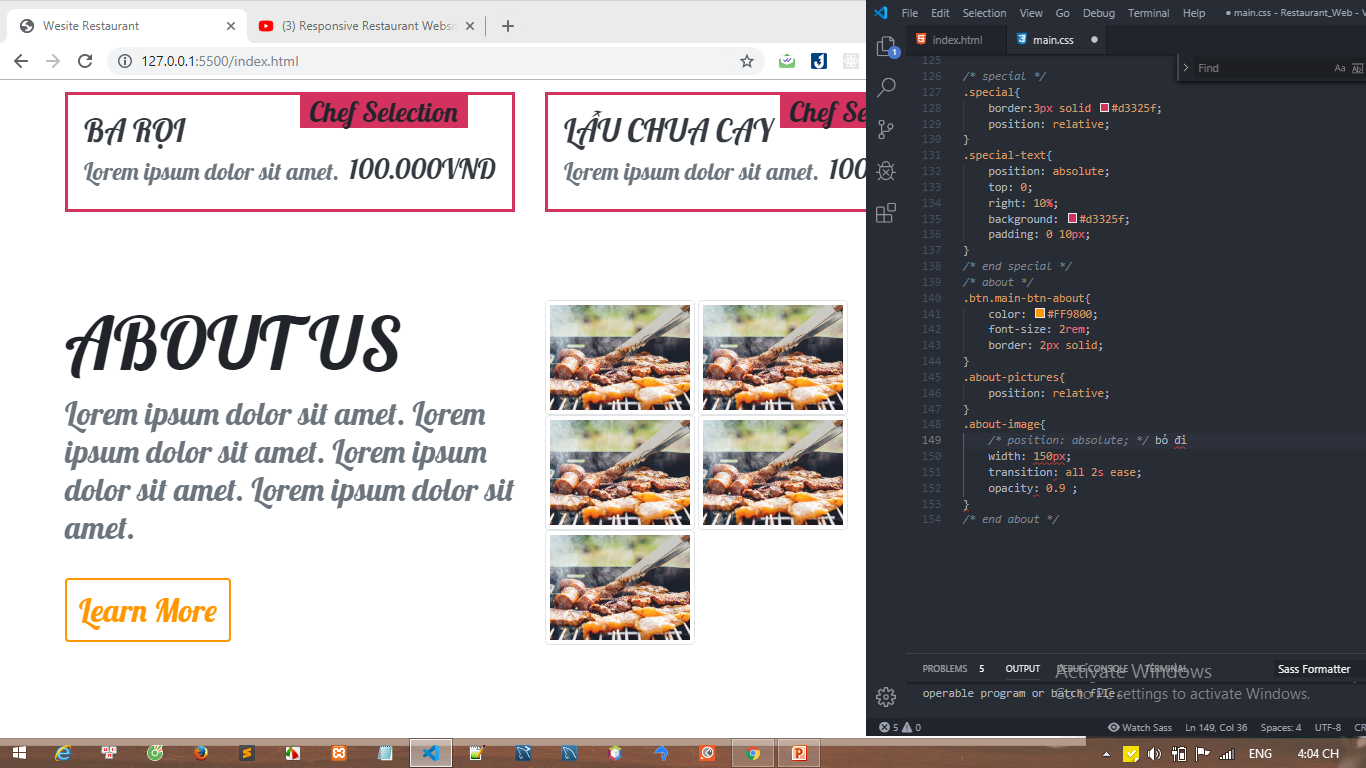 Wesite Restaurant
(3) Responsive Restaurant Websi
127.0.0.1:5500/index.html
Chef Selection
BA RỌI
Lorem ipsum dolor sit amet. 100.000VND
Chef Se
LẨU CHUA CAY
Lorem ipsum dolor sit amet. 100
ABOUT US
Lorem ipsum dolor sit amet. Lorem
ipsum dolor sit amet. Lorem ipsum
dolor sit amet. Lorem ipsum dolor sit
amet.
Learn More
File Edit Selection View Go Debug Terminal Help
● main.css - Restaurant_Web - V
index.html
main.css
1
Find
Aa Abl
125
126 /* special */
127 .special{
128 border:3px solid #d3325f;
129 position: relative;
130 }
131 .special-text{
132 position: absolute;
133 top: 0;
134 right: 10%;
135 background: #d3325f;
136 padding: 0 10px;
137 }
138 /* end special */
139 /* about */
140 .btn.main-btn-about{
141 color: #FF9800;
142 font-size: 2rem;
143 border: 2px solid;
144 }
145 .about-pictures{
146 position: relative;
147 }
148 .about-image{
149 /* position: absolute; */ bỏ đi
150 width: 150px;
151 transition: all 2s ease;
152 opacity: 0.9 ;
153 }
154 /* end about */
PROBLEMS 5 OUTPUT DEBUG CONSOLE TERMINAL Sass Formatter
operable program or batch file.
Activate Windows
Go to PC settings to activate Windows.
5 0 Watch Sass Ln 149, Col 36 Spaces: 4 UTF-8 CR
ENG 4:04 CH